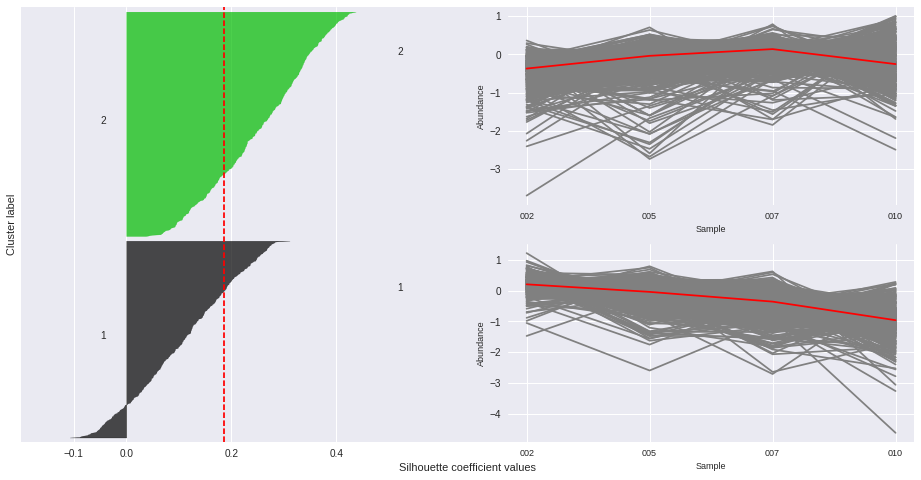 Cluster label
2
1
−0.1 0.0 0.2 0.4
Silhouette coefficient values
2
1
Abundance
1
0
−1
−2
−3
002 005 007 010
Sample
Abundance
1
0
−1
−2
−3
−4
002 005 007 010
Sample